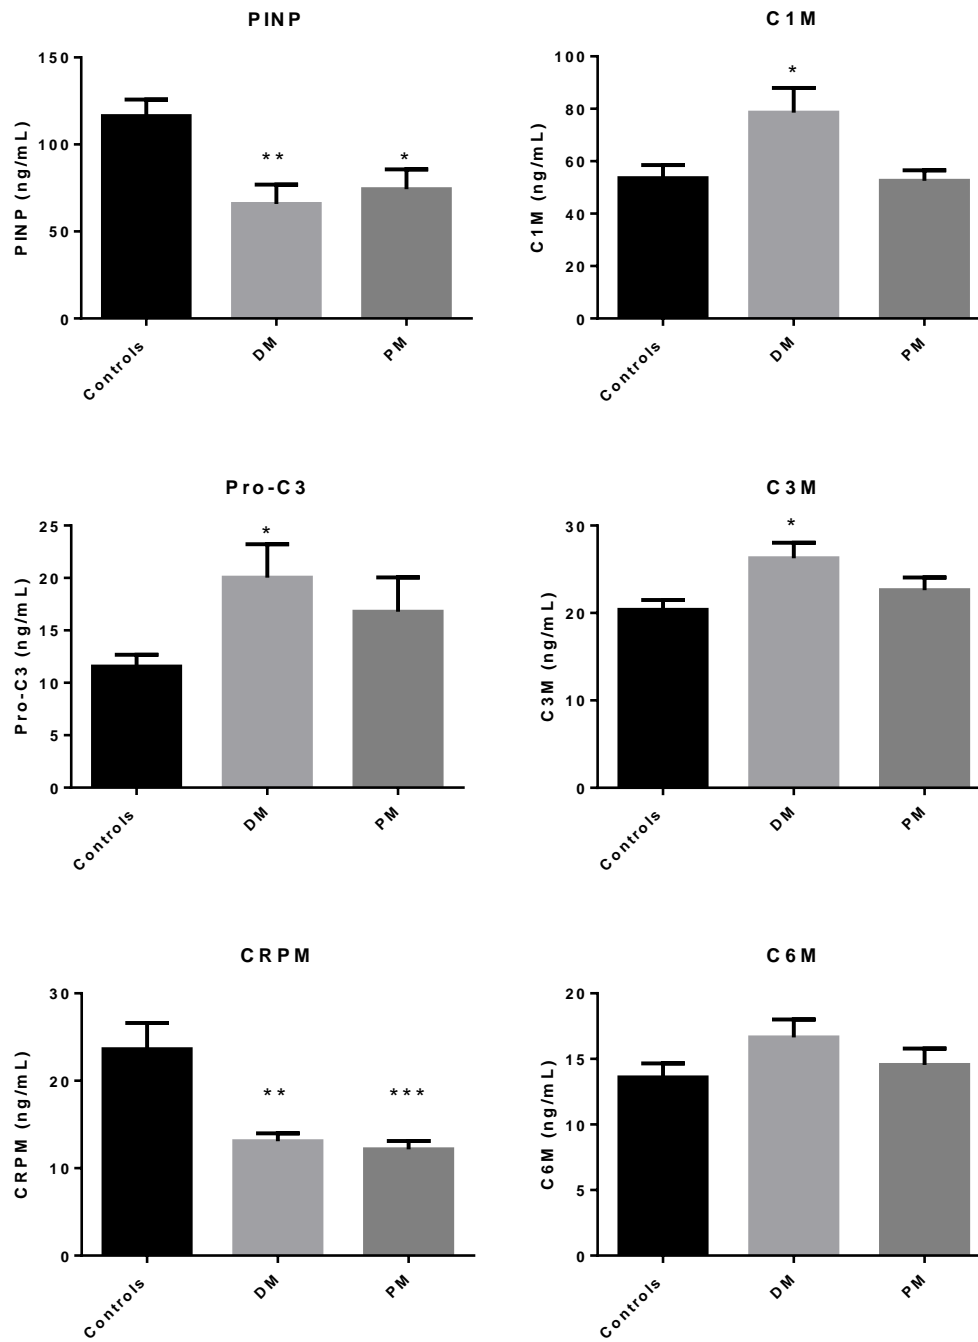 PINP
PINP (ng/mL)
150
100
50
0
**
*
Controls
DM
PM
C1M
C1M (ng/mL)
100
80
60
40
20
0
*
Controls
DM
PM
Pro-C3
Pro-C3 (ng/mL)
25
20
15
10
5
0
*
Controls
DM
PM
C3M
C3M (ng/mL)
30
20
10
0
*
Controls
DM
PM
CRPM
CRPM (ng/mL)
30
20
10
0
**
***
Controls
DM
PM
C6M
C6M (ng/mL)
20
15
10
5
0
Controls
DM
PM